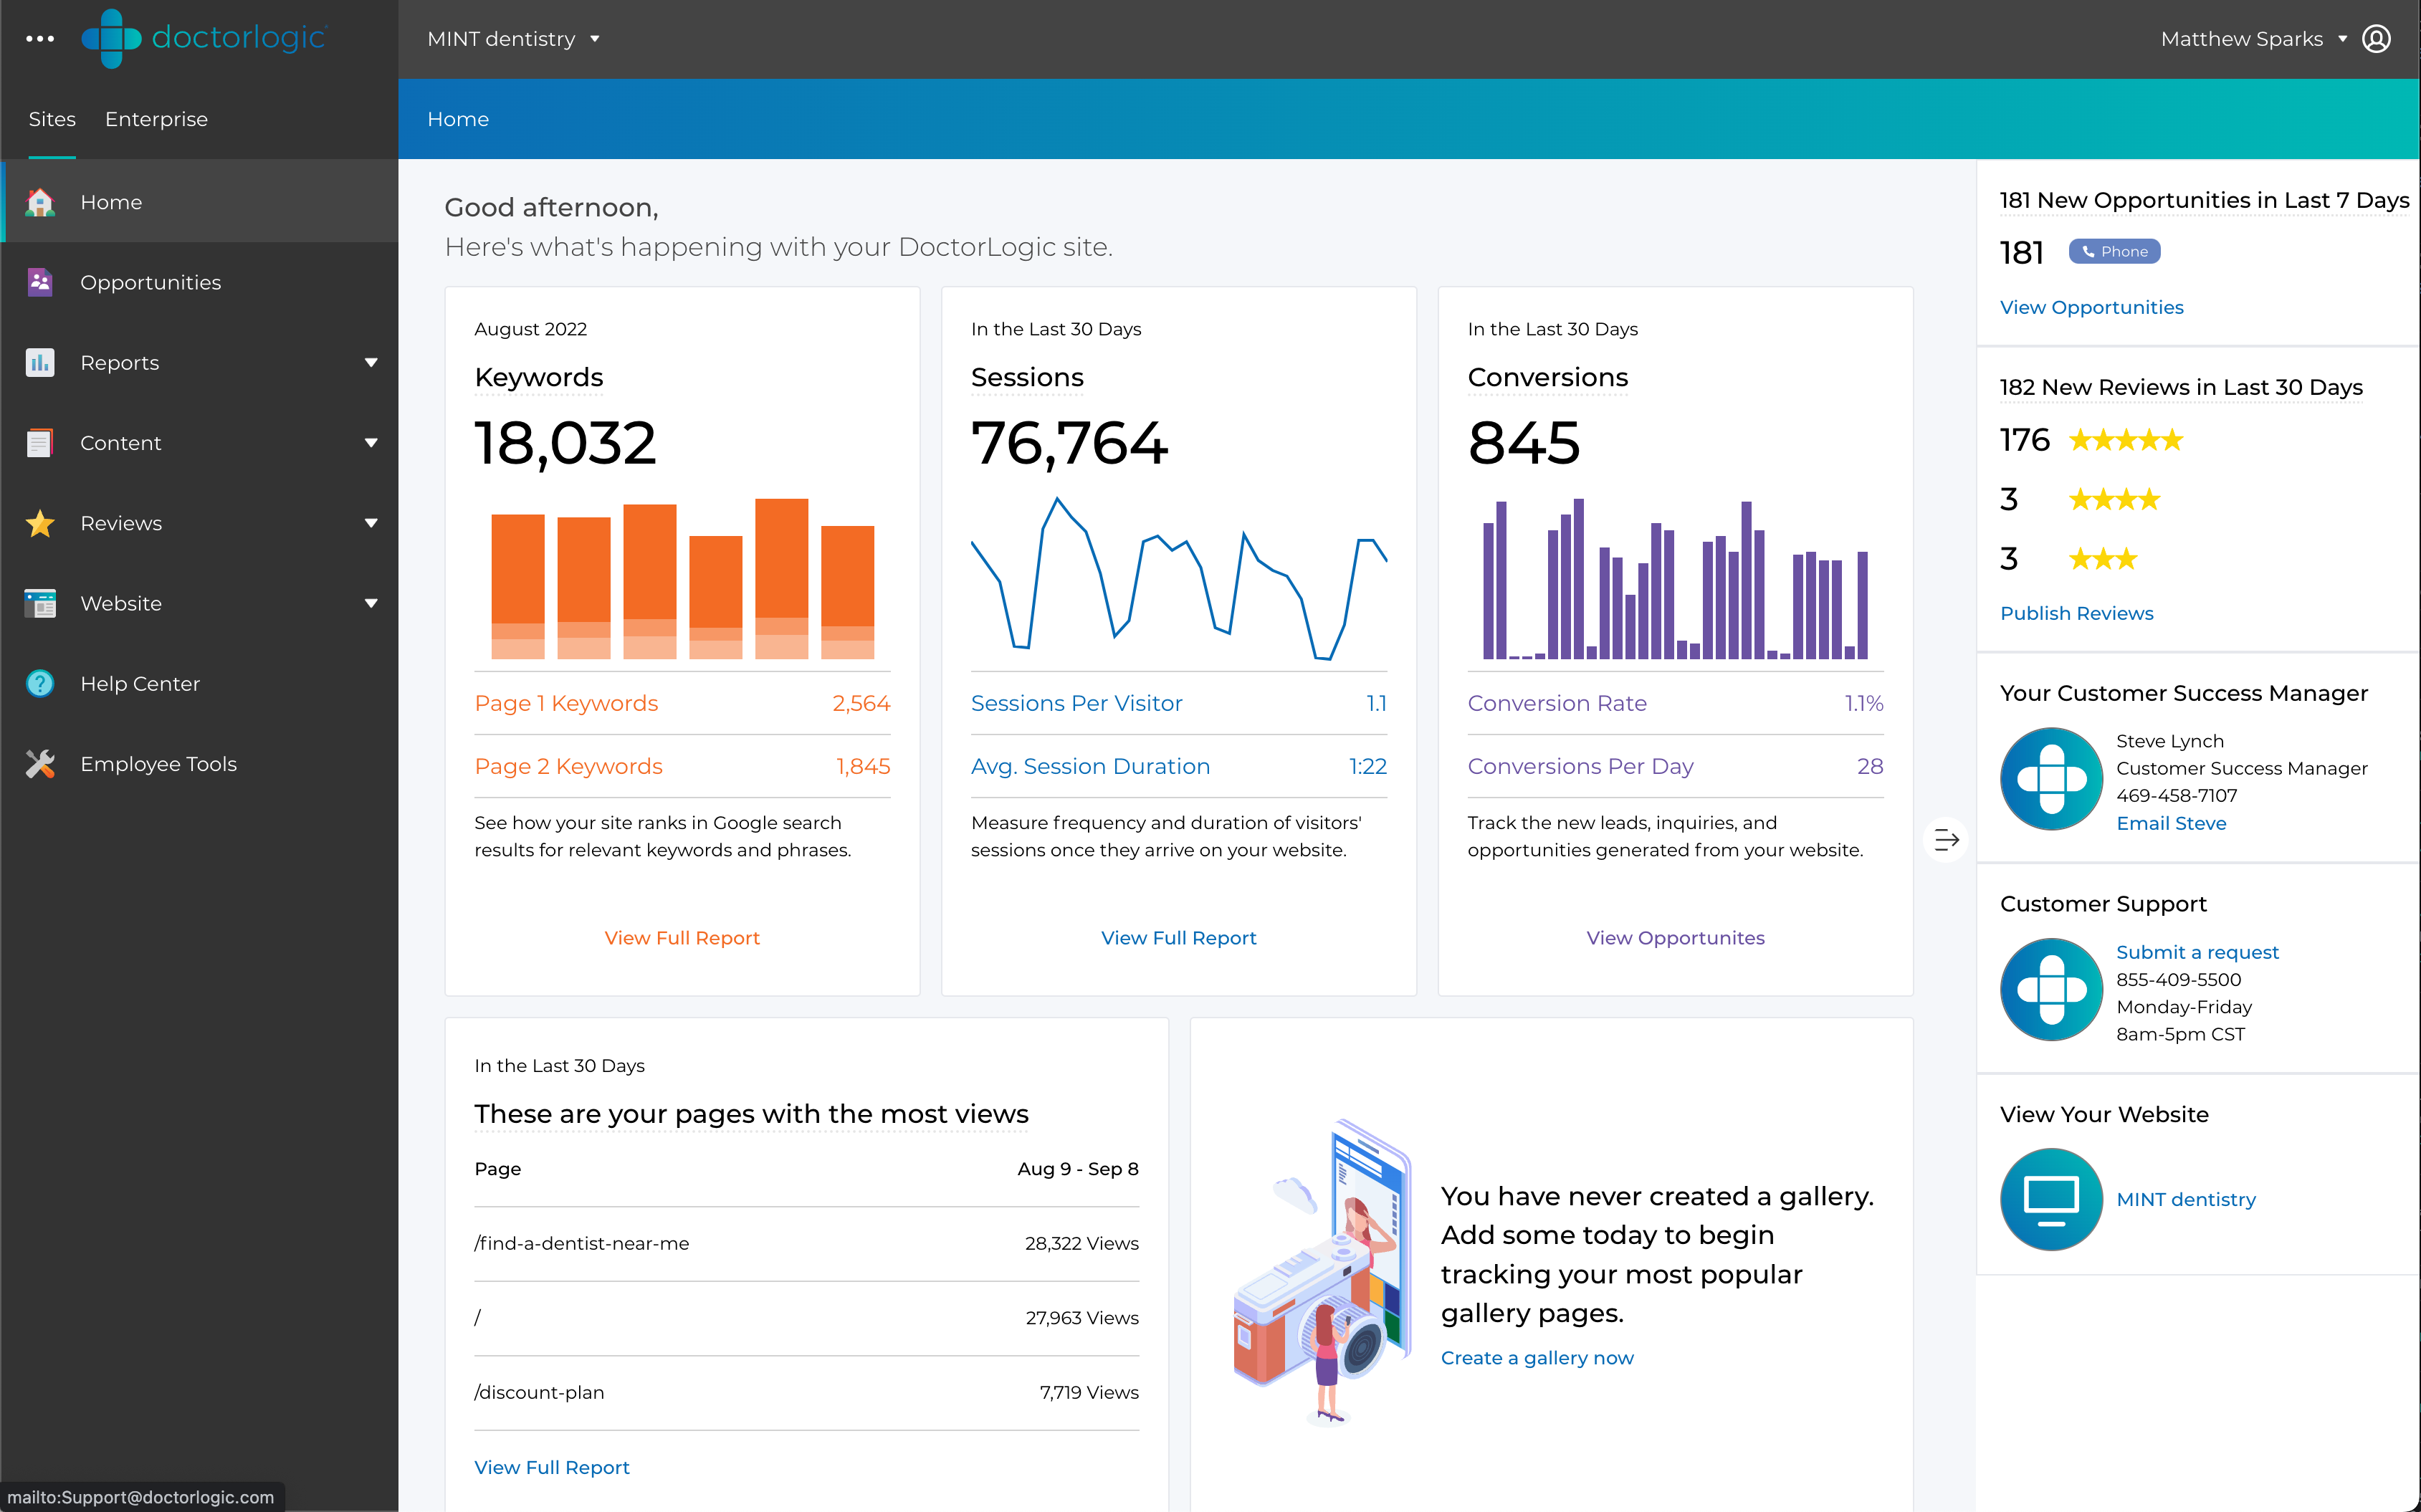 doctorlogic
MINT dentistry
Matthew Sparks
Sites
Enterprise
Home
Home
Opportunities
Reports
Content
Reviews
Website
Help Center
Employee Tools
Good afternoon,
Here's what's happening with your DoctorLogic site.
August 2022
Keywords
18,032
Page 1 Keywords 2,564
Page 2 Keywords 1,845
See how your site ranks in Google search
results for relevant keywords and phrases.
View Full Report
In the Last 30 Days
Sessions
76,764
Sessions Per Visitor 1.1
Avg. Session Duration 1:22
Measure frequency and duration of visitors'
sessions once they arrive on your website.
View Full Report
In the Last 30 Days
Conversions
845
Conversion Rate 1.1%
Conversions Per Day 28
Track the new leads, inquiries, and
opportunities generated from your website.
View Opportunites
In the Last 30 Days
These are your pages with the most views
Page Aug 9 - Sep 8
/find-a-dentist-near-me 28,322 Views
/ 27,963 Views
/discount-plan 7,719 Views
View Full Report
You have never created a gallery.
Add some today to begin
tracking your most popular
gallery pages.
Create a gallery now
181 New Opportunities in Last 7 Days
181 Phone
View Opportunities
182 New Reviews in Last 30 Days
176
3
3
Publish Reviews
Your Customer Success Manager
Steve Lynch
Customer Success Manager
469-458-7107
Email Steve
Customer Support
Submit a request
855-409-5500
Monday-Friday
8am-5pm CST
View Your Website
MINT dentistry
mailto:Support@doctorlogic.com